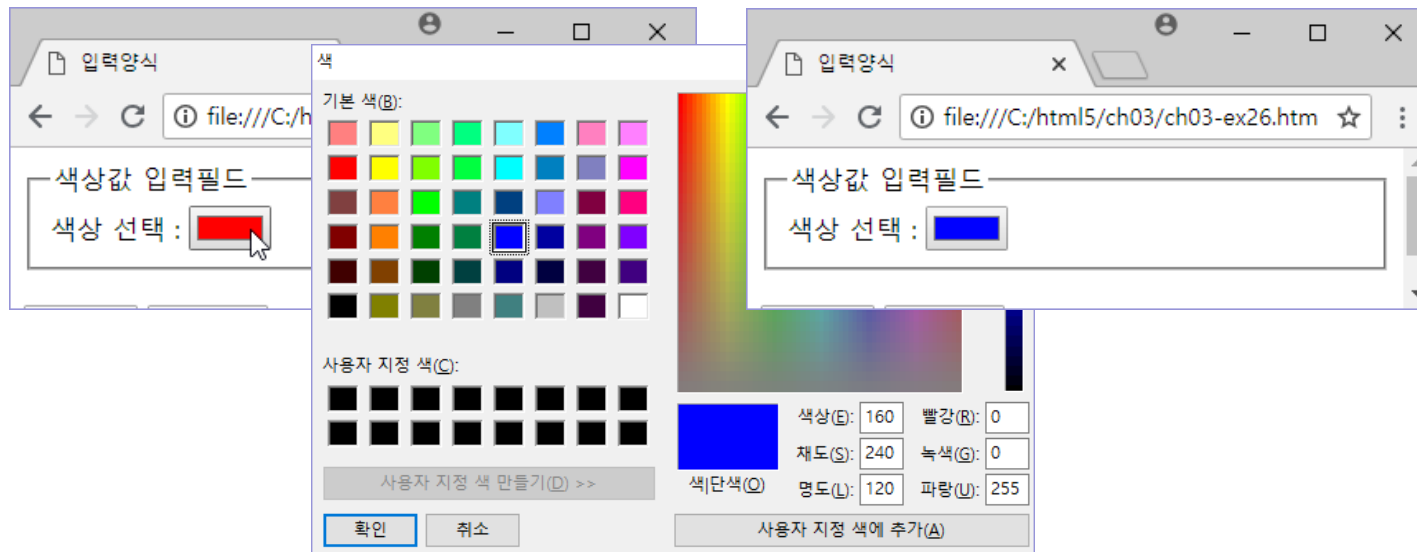 입력양식
file:///C:/h
색상값 입력필드
색상 선택 :
색
기본 색(B):
사용자 지정 색(C):
사용자 지정 색 만들기(D) >>
확인
취소
색|단색(O)
색상(E): 160
채도(S): 240
명도(L): 120
빨강(R): 0
녹색(G): 0
파랑(U): 255
사용자 지정 색에 추가(A)
입력양식
file:///C:/html5/ch03/ch03-ex26.htm
색상값 입력필드
색상 선택 :